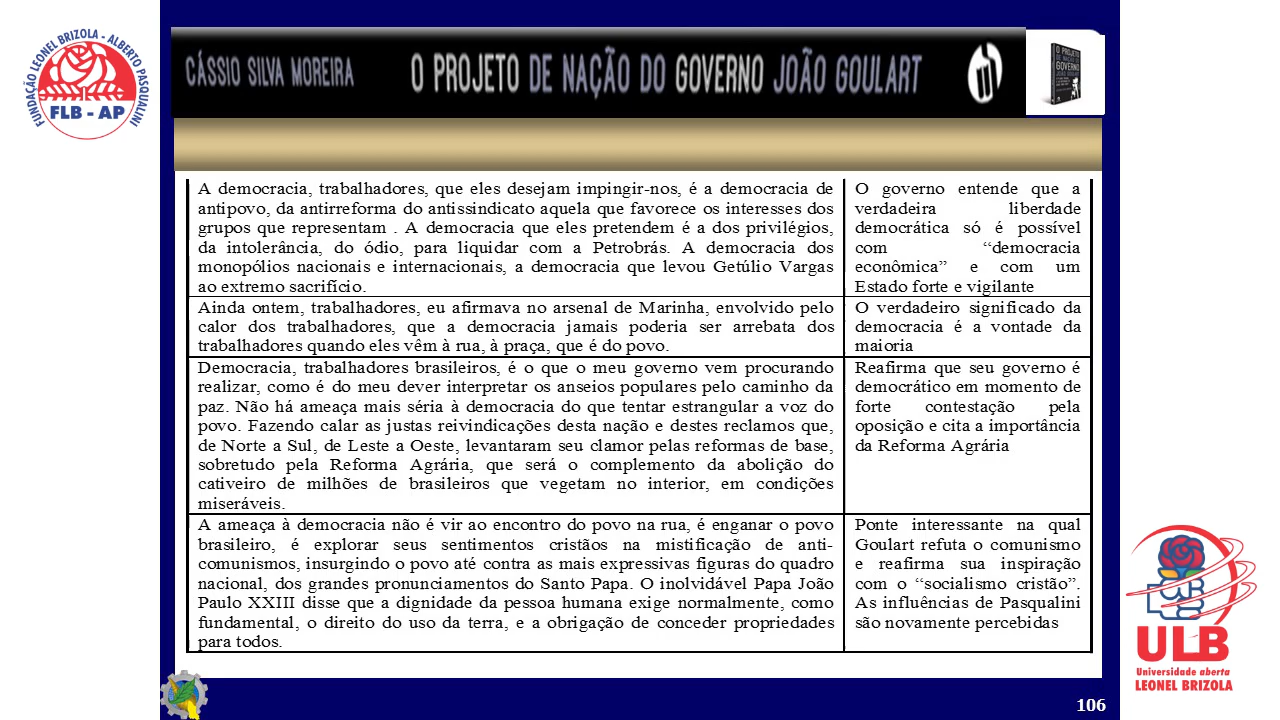 FUNDAÇÃO LEONEL BRIZOLA - ALBERTO PASQUALINI
FLB - AP
CÁSSIO SILVA MOREIRA
O PROJETO DE NAÇÃO DO GOVERNO JOÃO GOULART
O PROJETO
DE NAÇÃO DO
GOVERNO
JOÃO GOULART
A democracia, trabalhadores, que eles desejam impingir-nos, é a democracia de
antipovo, da antirreforma do antissindicato aquela que favorece os interesses dos
grupos que representam . A democracia que eles pretendem é a dos privilégios,
da intolerância, do ódio, para liquidar com a Petrobrás. A democracia dos
monopólios nacionais e internacionais, a democracia que levou Getúlio Vargas
ao extremo sacrifício.
O governo entende que a
verdadeira liberdade
democrática só é possível
com “democracia
econômica” e com um
Estado forte e vigilante
Ainda ontem, trabalhadores, eu afirmava no arsenal de Marinha, envolvido pelo
calor dos trabalhadores, que a democracia jamais poderia ser arrebata dos
trabalhadores quando eles vêm à rua, à praça, que é do povo.
O verdadeiro significado da
democracia é a vontade da
maioria
Democracia, trabalhadores brasileiros, é o que o meu governo vem procurando
realizar, como é do meu dever interpretar os anseios populares pelo caminho da
paz. Não há ameaça mais séria à democracia do que tentar estrangular a voz do
povo. Fazendo calar as justas reivindicações desta nação e destes reclamos que,
de Norte a Sul, de Leste a Oeste, levantaram seu clamor pelas reformas de base,
sobretudo pela Reforma Agrária, que será o complemento da abolição do
cativeiro de milhões de brasileiros que vegetam no interior, em condições
miseráveis.
Reafirma que seu governo é
democrático em momento de
forte contestação pela
oposição e cita a importância
da Reforma Agrária
A ameaça à democracia não é vir ao encontro do povo na rua, é enganar o povo
brasileiro, é explorar seus sentimentos cristãos na mistificação de anti-
comunismos, insurgindo o povo até contra as mais expressivas figuras do quadro
nacional, dos grandes pronunciamentos do Santo Papa. O inolvidável Papa João
Paulo XXIII disse que a dignidade da pessoa humana exige normalmente, como
fundamental, o direito do uso da terra, e a obrigação de conceder propriedades
para todos.
Ponte interessante na qual
Goulart refuta o comunismo
e reafirma sua inspiração
com o “socialismo cristão”.
As influências de Pasqualini
são novamente percebidas
ULB
Universidade aberta
LEONEL BRIZOLA
106